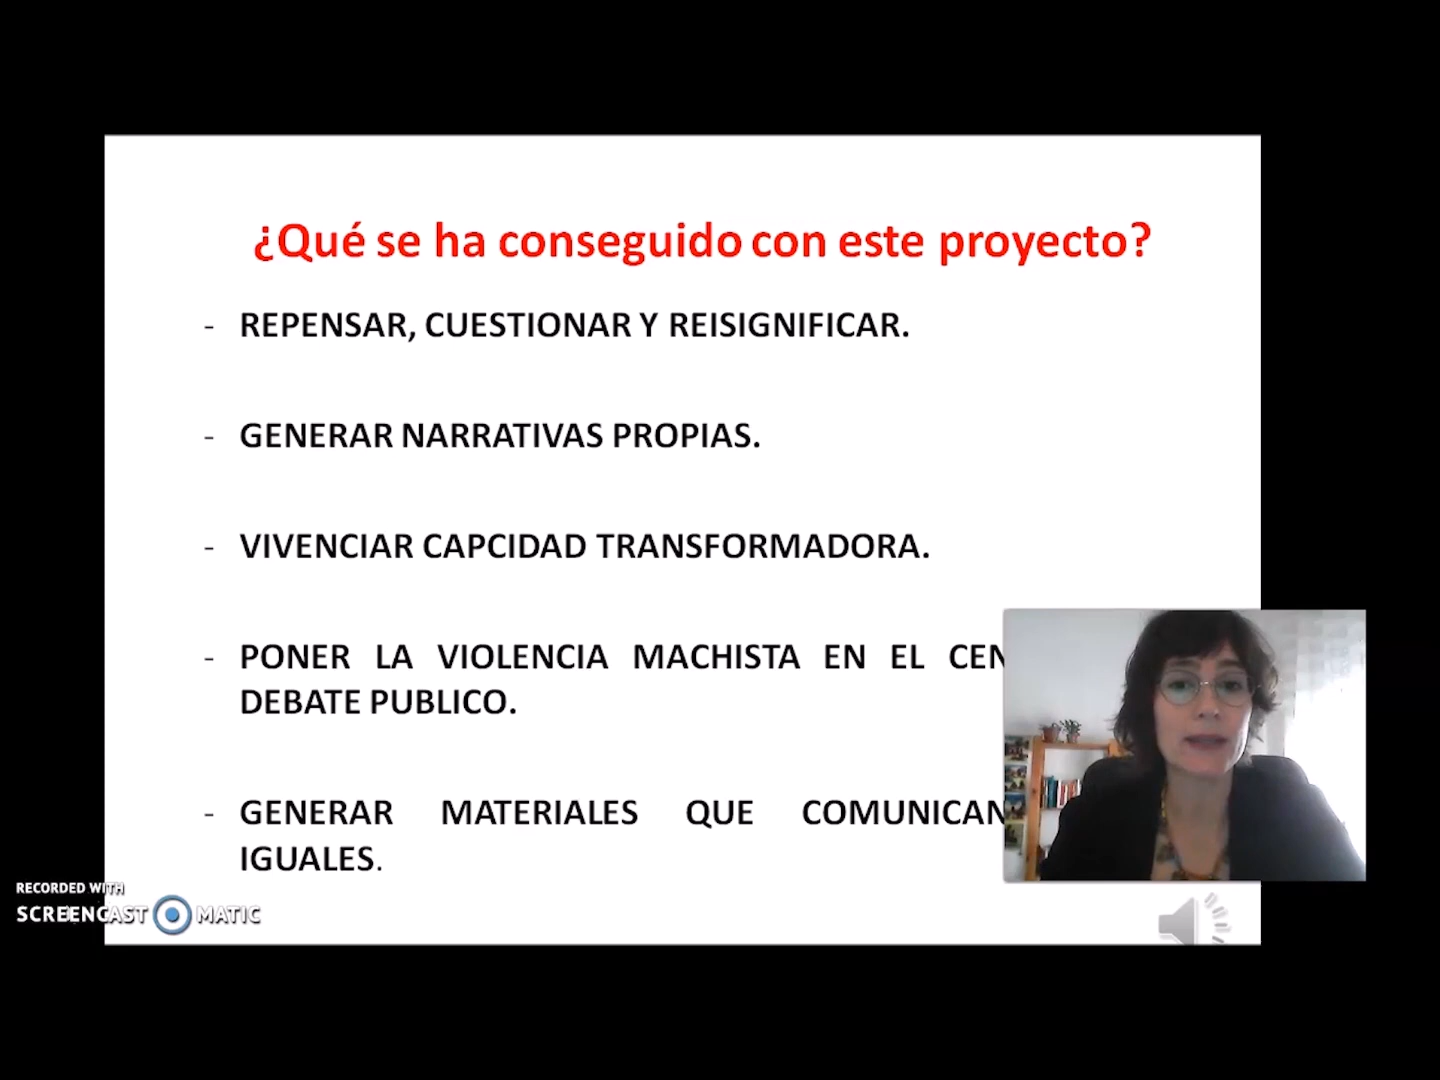 ¿Qué se ha conseguido con este proyecto?
- REPENSAR, CUESTIONAR Y REISIGNIFICAR.
- GENERAR NARRATIVAS PROPIAS.
- VIVENCIAR CAPCIDAD TRANSFORMADORA.
- PONER LA VIOLENCIA MACHISTA EN EL CEN
DEBATE PUBLICO.
- GENERAR MATERIALES QUE COMUNICAN
IGUALES.
RECORDED WITH
SCREENCAST MATIC